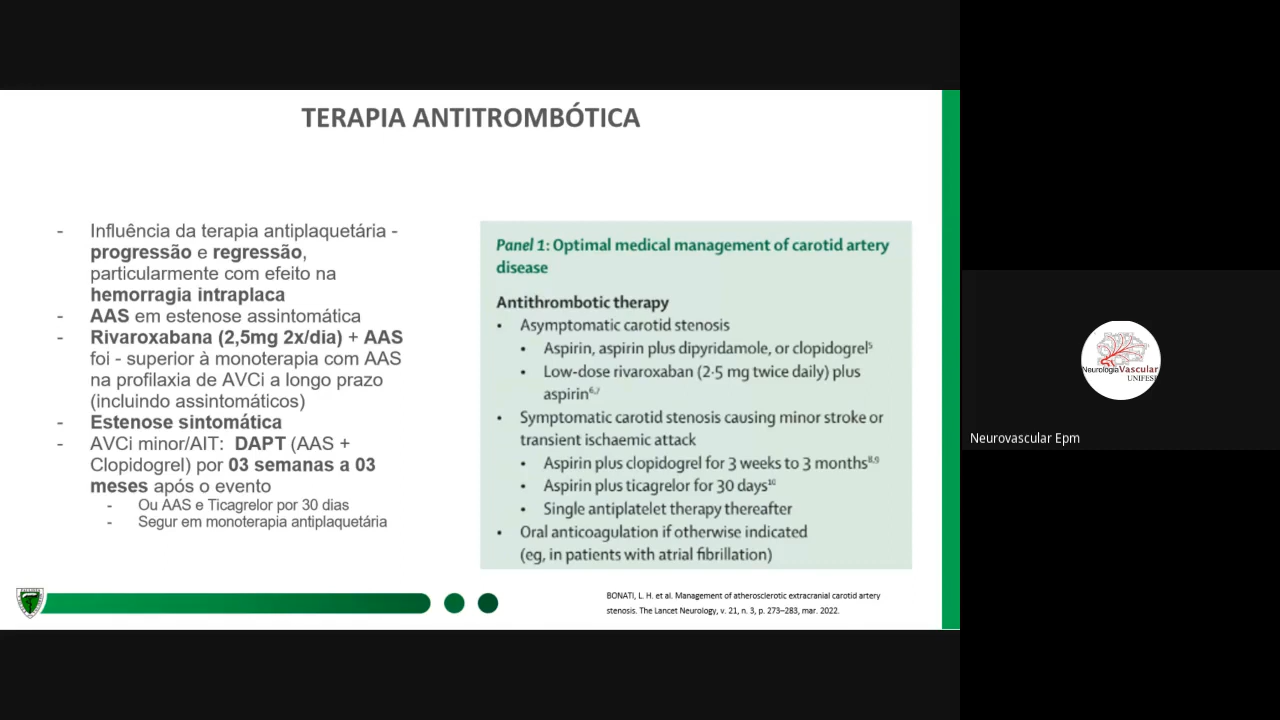 TERAPIA ANTITROMBÓTICA
- Influência da terapia antiplaquetária -
progressão e regressão,
particularmente com efeito na
hemorragia intraplaca
- AAS em estenose assintomática
- Rivaroxabana (2,5mg 2x/dia) + AAS
foi - superior à monoterapia com AAS
na profilaxia de AVCi a longo prazo
(incluindo assintomáticos)
- Estenose sintomática
- AVCi minor/AIT: DAPT (AAS +
Clopidogrel) por 03 semanas a 03
meses após o evento
- Ou AAS e Ticagrelor por 30 dias
- Segur em monoterapia antiplaquetária
Panel 1: Optimal medical management of carotid artery
disease
Antithrombotic therapy
• Asymptomatic carotid stenosis
• Aspirin, aspirin plus dipyridamole, or clopidogrel⁵
• Low-dose rivaroxaban (2·5 mg twice daily) plus
aspirin⁶,⁷
• Symptomatic carotid stenosis causing minor stroke or
transient ischaemic attack
• Aspirin plus clopidogrel for 3 weeks to 3 months⁸,⁹
• Aspirin plus ticagrelor for 30 days¹⁰
• Single antiplatelet therapy thereafter
• Oral anticoagulation if otherwise indicated
(eg, in patients with atrial fibrillation)
BONATI, L. H. et al. Management of atherosclerotic extracranial carotid artery
stenosis. The Lancet Neurology, v. 21, n. 3, p. 273–283, mar. 2022.
NeurologiaVascular
UNIFESP
Neurovascular Epm